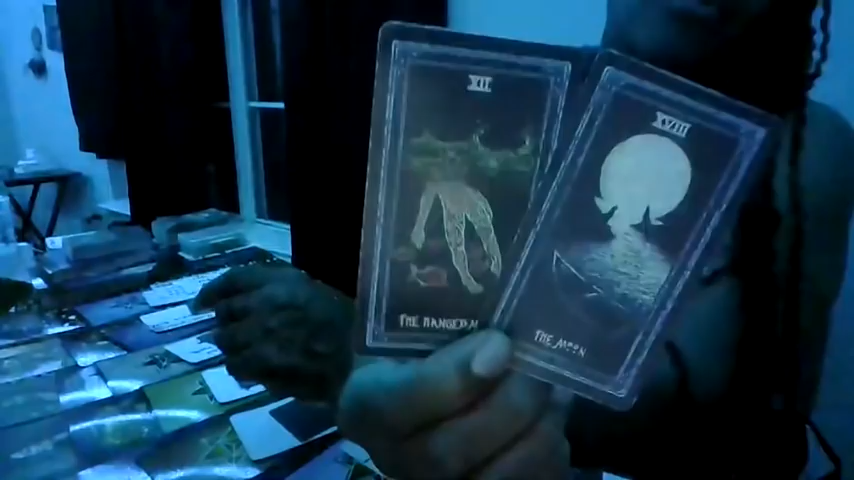 XII
THE HANGED M
XVIII
THE MOON